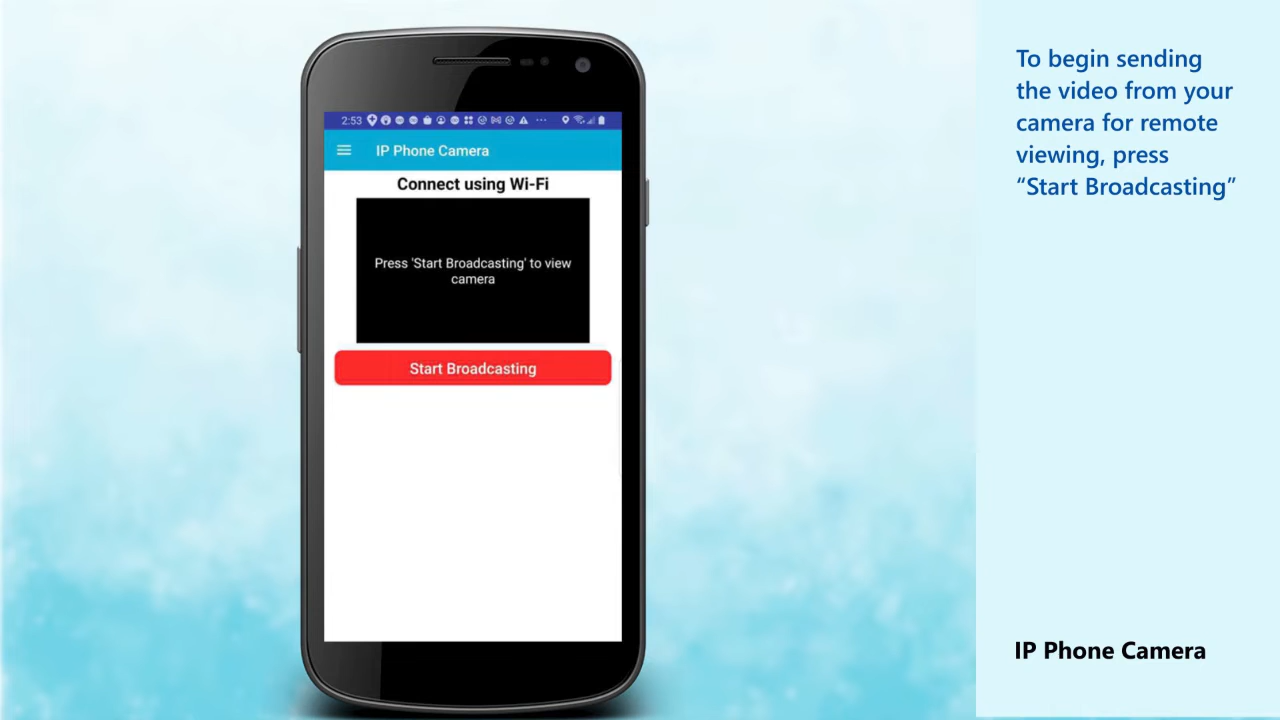 2:53
IP Phone Camera
Connect using Wi-Fi
Press 'Start Broadcasting' to view
camera
Start Broadcasting
To begin sending
the video from your
camera for remote
viewing, press
“Start Broadcasting”
IP Phone Camera